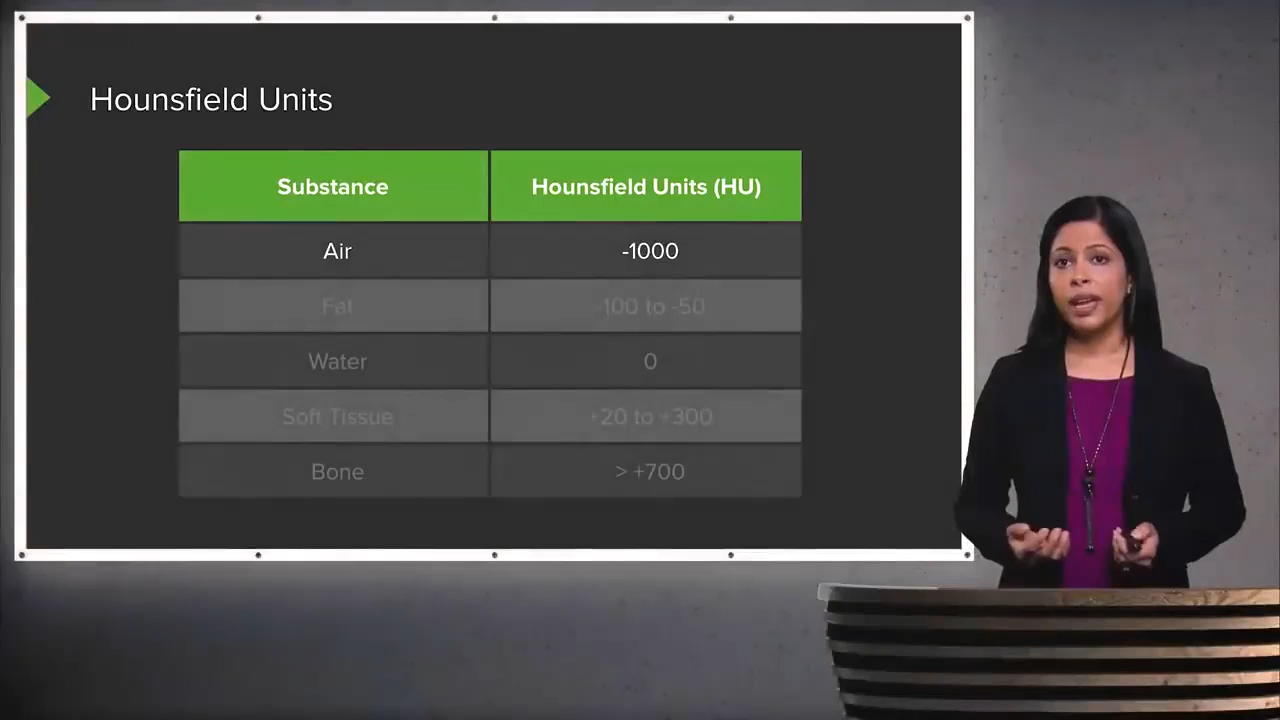 Hounsfield Units
Substance Hounsfield Units (HU)
Air -1000
Fat -100 to -50
Water 0
Soft Tissue +20 to +300
Bone > +700